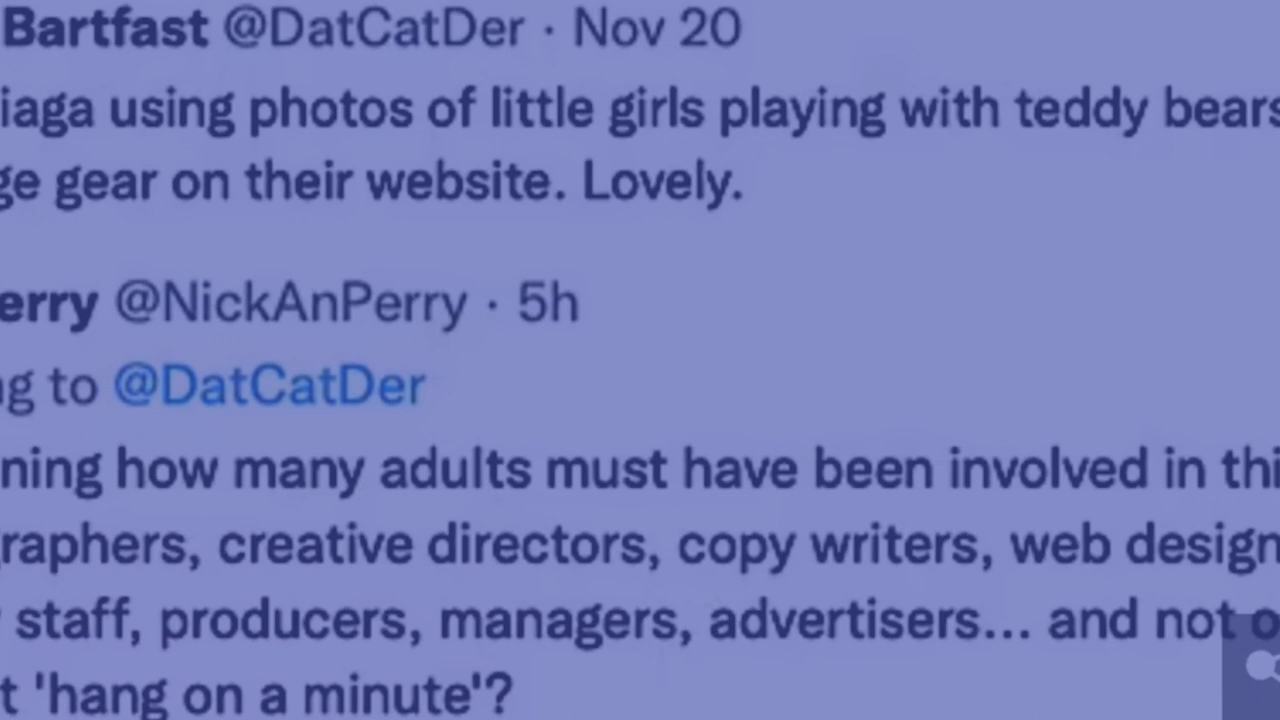 Bartfast @DatCatDer · Nov 20
iaga using photos of little girls playing with teddy bears
ge gear on their website. Lovely.
erry @NickAnPerry · 5h
ng to @DatCatDer
ning how many adults must have been involved in thi
raphers, creative directors, copy writers, web design
staff, producers, managers, advertisers... and not o
t 'hang on a minute'?